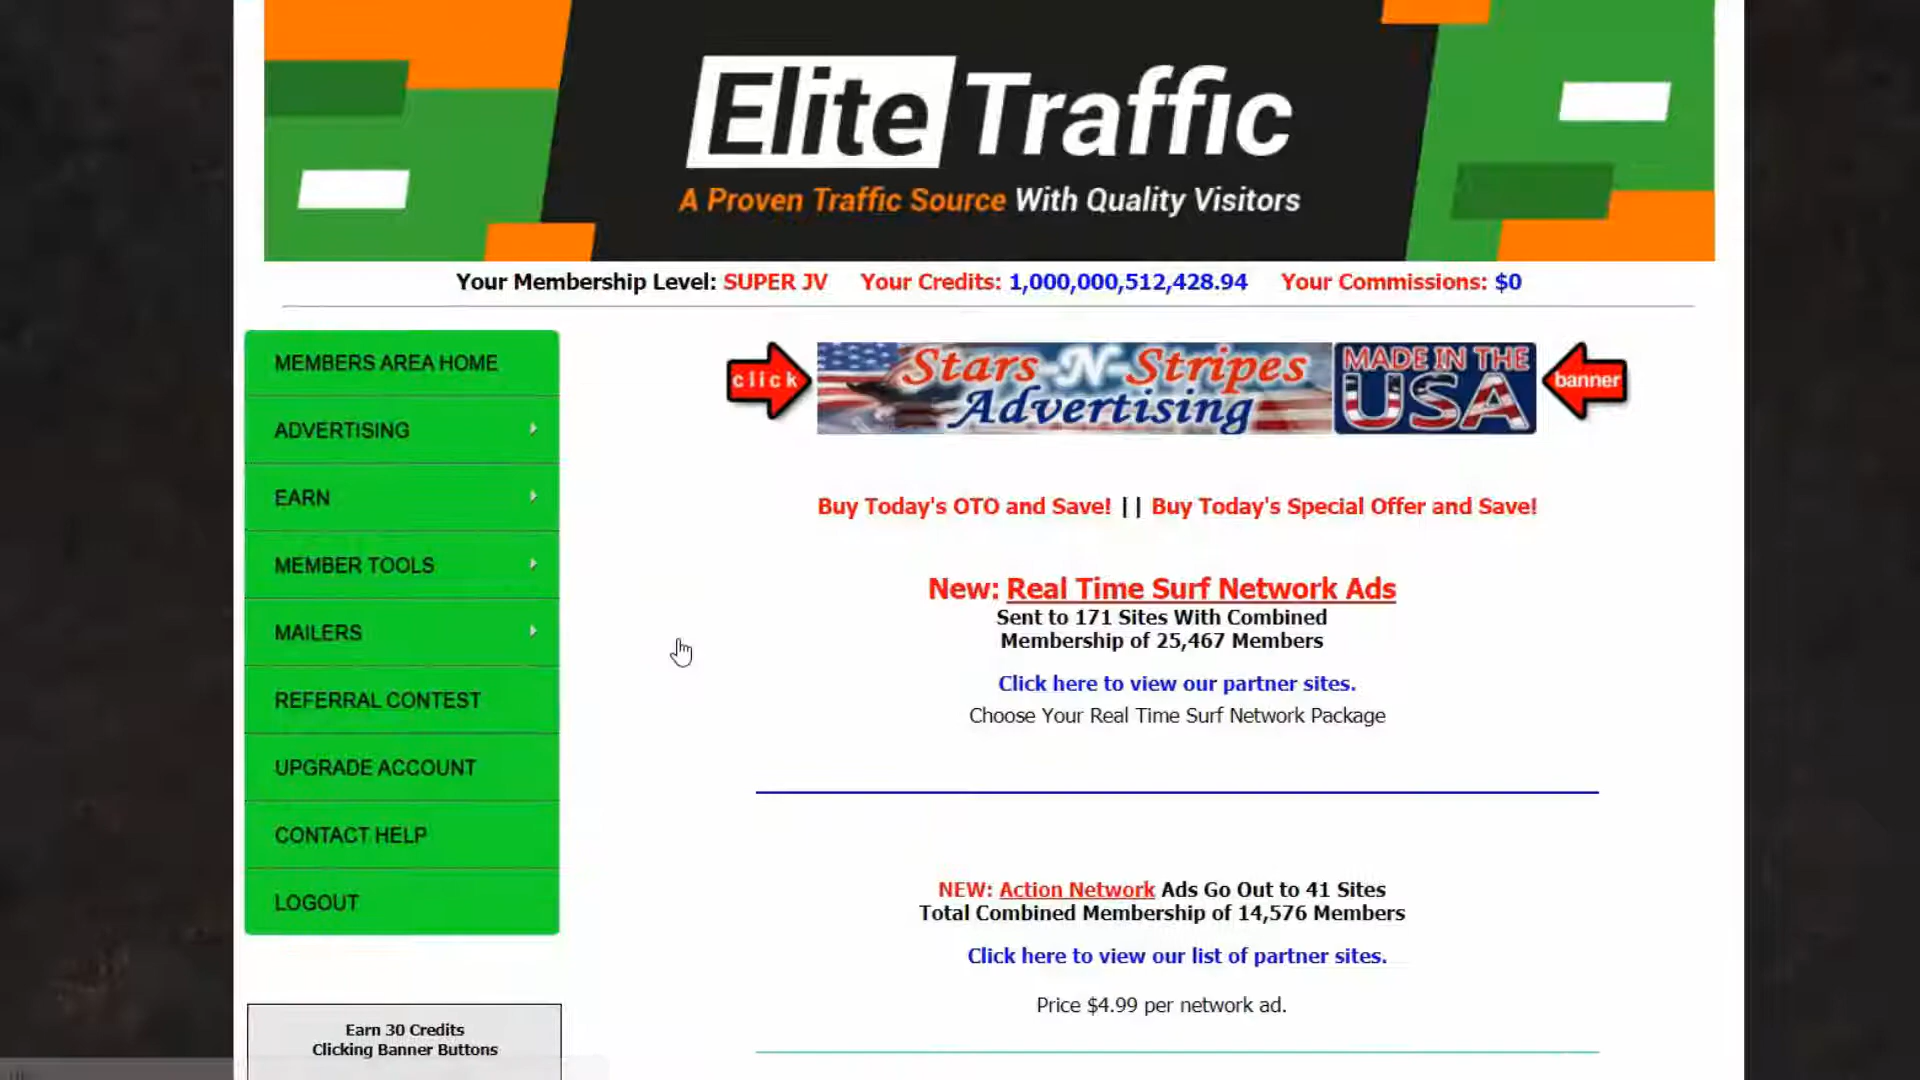 Elite Traffic
A Proven Traffic Source With Quality Visitors
Your Membership Level: SUPER JV Your Credits: 1,000,000,512,428.94 Your Commissions: $0
MEMBERS AREA HOME
ADVERTISING
EARN
MEMBER TOOLS
MAILERS
REFERRAL CONTEST
UPGRADE ACCOUNT
CONTACT HELP
LOGOUT
Earn 30 Credits
Clicking Banner Buttons
click
Stars-N-Stripes
Advertising
MADE IN THE
USA
banner
Buy Today's OTO and Save! || Buy Today's Special Offer and Save!
New: Real Time Surf Network Ads
Sent to 171 Sites With Combined
Membership of 25,467 Members
Click here to view our partner sites.
Choose Your Real Time Surf Network Package
NEW: Action Network Ads Go Out to 41 Sites
Total Combined Membership of 14,576 Members
Click here to view our list of partner sites.
Price $4.99 per network ad.